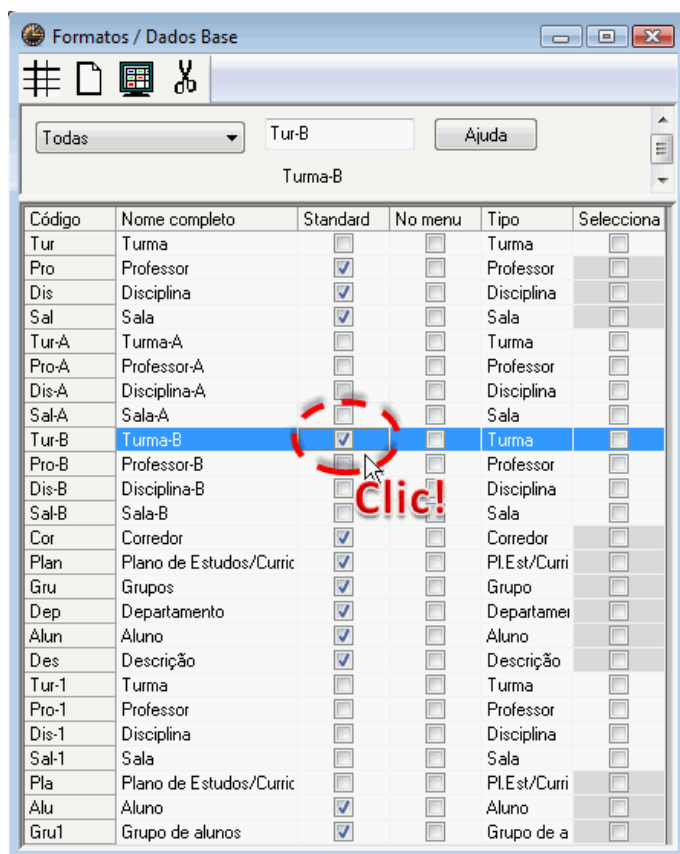 Formatos / Dados Base
Todas Tur-B Ajuda
Turma-B
Código Nome completo Standard No menu Tipo Selecciona
Tur Turma Turma
Pro Professor Professor
Dis Disciplina Disciplina
Sal Sala Sala
Tur-A Turma-A Turma
Pro-A Professor-A Professor
Dis-A Disciplina-A Disciplina
Sal-A Sala-A Sala
Tur-B Turma-B Turma
Pro-B Professor-B Professor
Dis-B Disciplina-B Disciplina
Clic!
Sal-B Sala-B Sala
Cor Corredor Corredor
Plan Plano de Estudos/Curric Pl.Est/Curri
Gru Grupos Grupo
Dep Departamento Departamen
Alun Aluno Aluno
Des Descrição Descrição
Tur-1 Turma Turma
Pro-1 Professor Professor
Dis-1 Disciplina Disciplina
Sal-1 Sala Sala
Pla Plano de Estudos/Curric Pl.Est/Curri
Alu Aluno Aluno
Gru1 Grupo de alunos Grupo de a